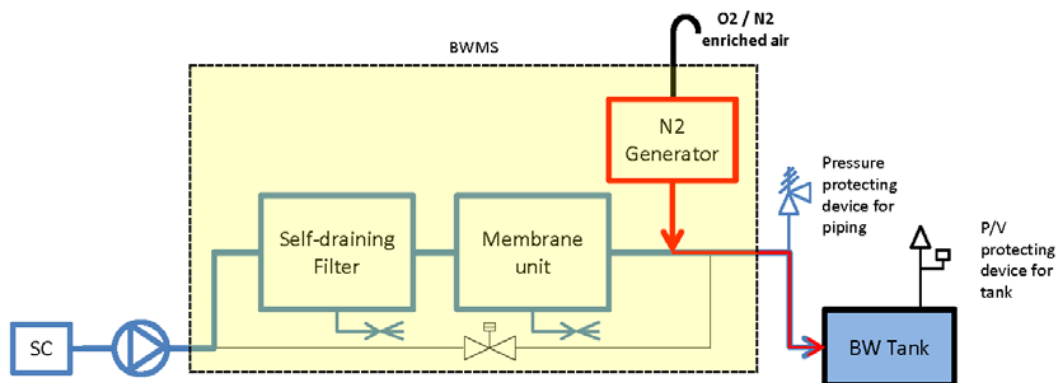 O2 / N2
enriched air
BWMS
N2
Generator
Pressure
protecting
device for
piping
Self-draining
Filter
Membrane
unit
P/V
protecting
device for
tank
SC
BW Tank